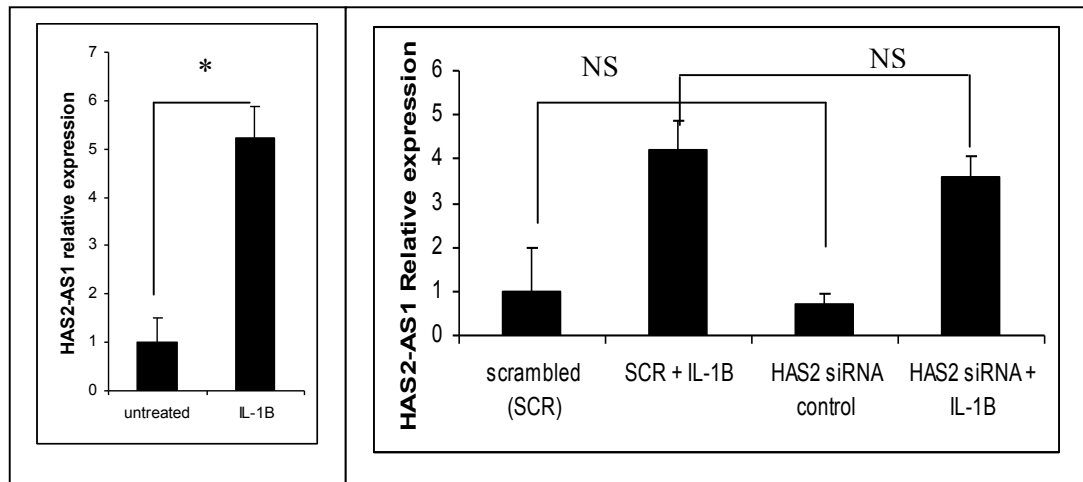 HAS2-AS1 relative expression
7
6
5
4
3
2
1
0
*
untreated
IL-1B
HAS2-AS1 Relative expression
6
5
4
3
2
1
0
NS
NS
scrambled
(SCR)
SCR + IL-1B
HAS2 siRNA
control
HAS2 siRNA +
IL-1B